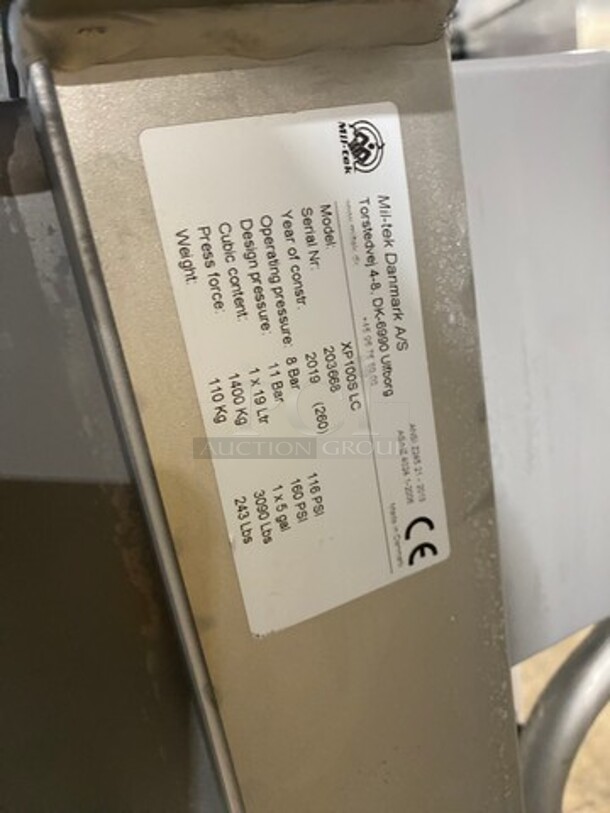 Mil-tek
Mil-tek Danmark A/S
Torstedvej 4-8, DK-6990 Ulfborg
Model: XP100S LC
Serial Nr: 203668
Year of constr. 2019 (260)
Operating pressure: 8 Bar 116 PSI
Design pressure: 11 Bar 160 PSI
Cubic content: 1 x 19 Ltr 1 x 5 gal
Press force: 1400 Kg 3090 Lbs
Weight: 110 Kg 243 Lbs
CE
Made in Denmark
AUCTION GROUP